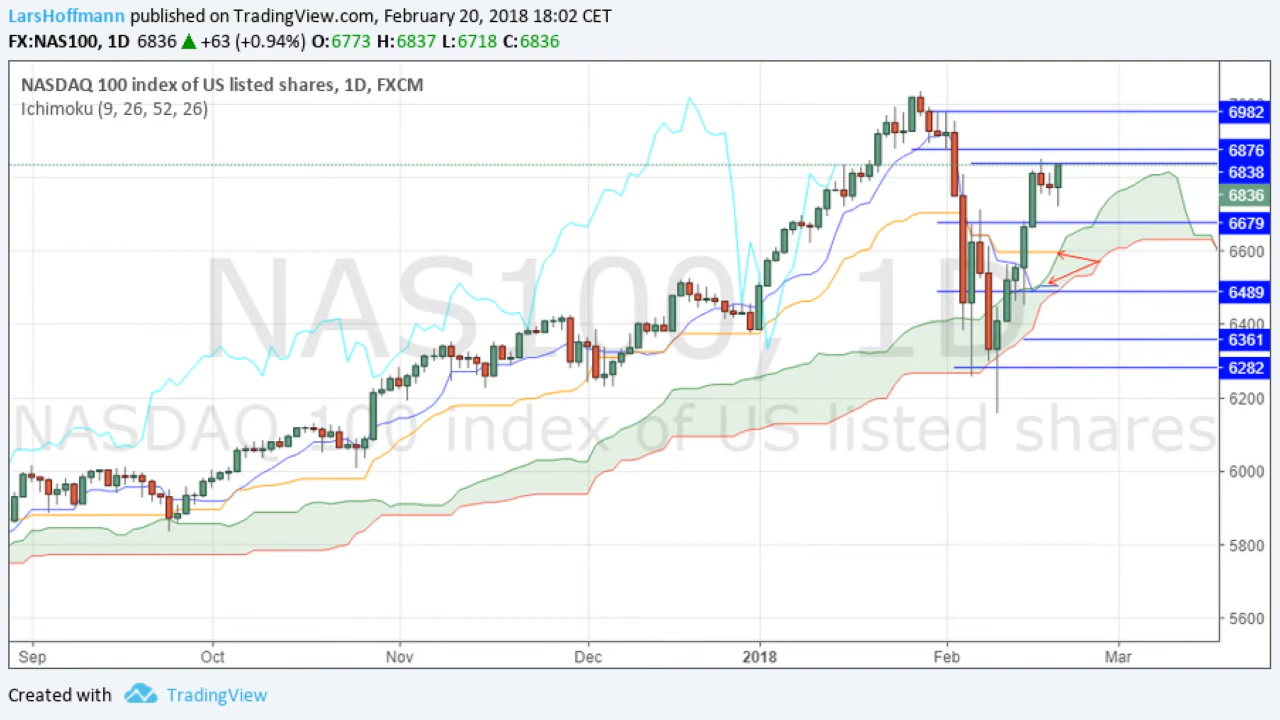 LarsHoffmann published on TradingView.com, February 20, 2018 18:02 CET
FX:NAS100, 1D 6836 ▲ +63 (+0.94%) O:6773 H:6837 L:6718 C:6836
NASDAQ 100 index of US listed shares, 1D, FXCM
Ichimoku (9, 26, 52, 26)
NAS100, 1D
NASDAQ 100 index of US listed shares
7000
6982
6876
6838
6836
6679
6600
6489
6400
6361
6282
6200
6000
5800
5600
Sep Oct Nov Dec 2018 Feb Mar
Created with TradingView